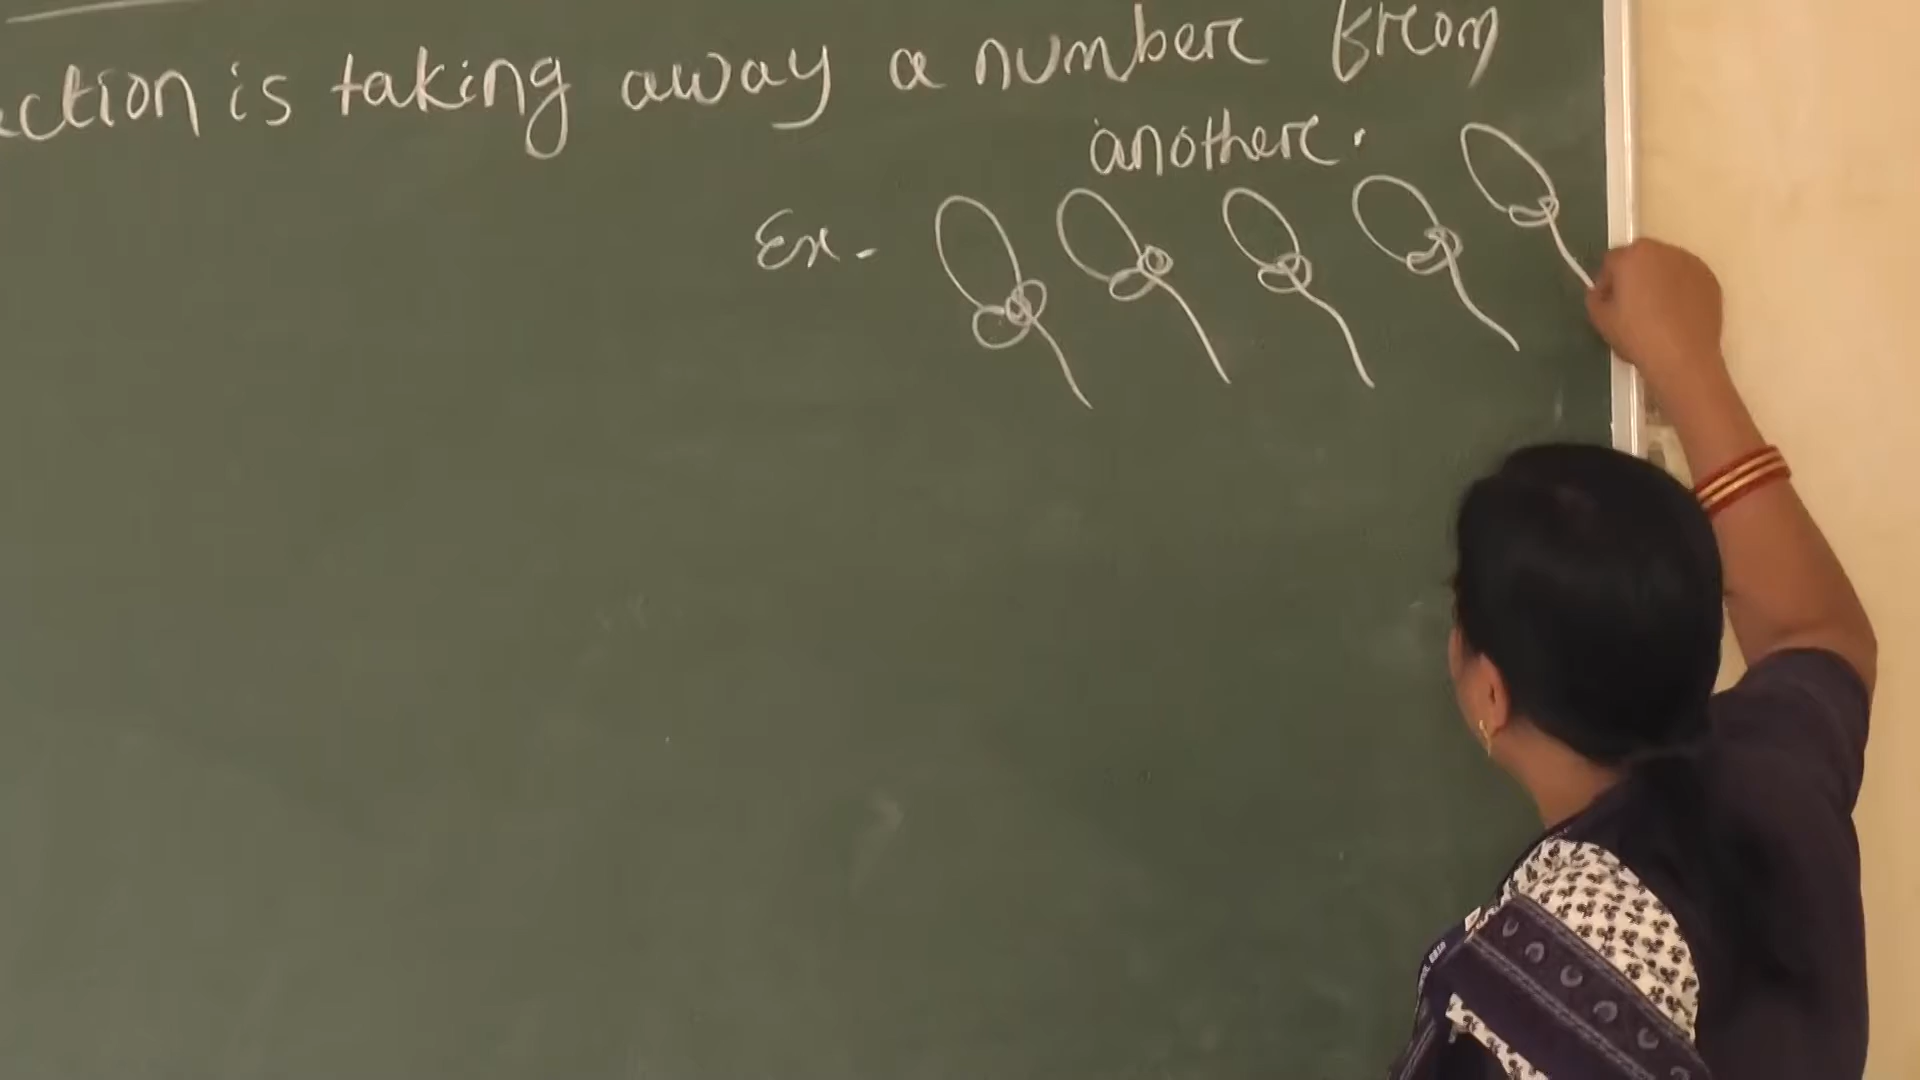 ction is taking away a number from
another.
Ex -